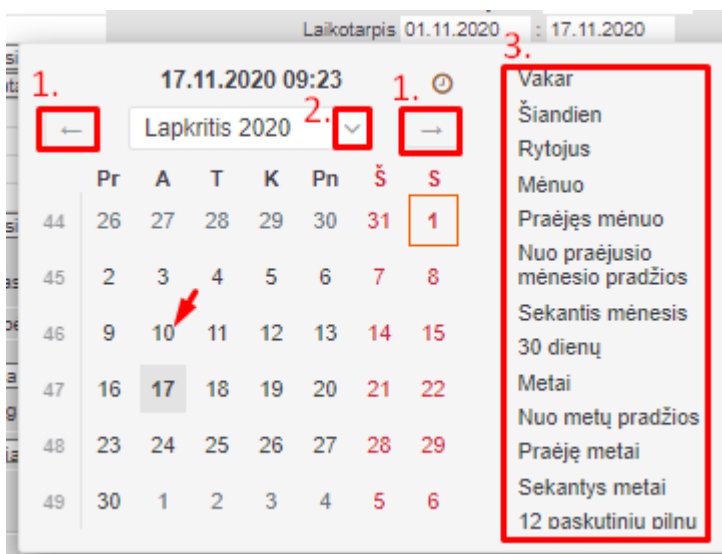 Laikotarpis 01.11.2020 : 17.11.2020
3.
1. 17.11.2020 09:23 1.
← Lapkritis 2020 2. →
Pr A T K Pn Š S
44 26 27 28 29 30 31 1
45 2 3 4 5 6 7 8
46 9 10 11 12 13 14 15
47 16 17 18 19 20 21 22
48 23 24 25 26 27 28 29
49 30 1 2 3 4 5 6
Vakar
Šiandien
Rytojus
Mėnuo
Praėjęs mėnuo
Nuo praėjusio
mėnesio pradžios
Sekantis mėnesis
30 dienų
Metai
Nuo metų pradžios
Praėję metai
Sekantys metai
12 paskutinių pilnų